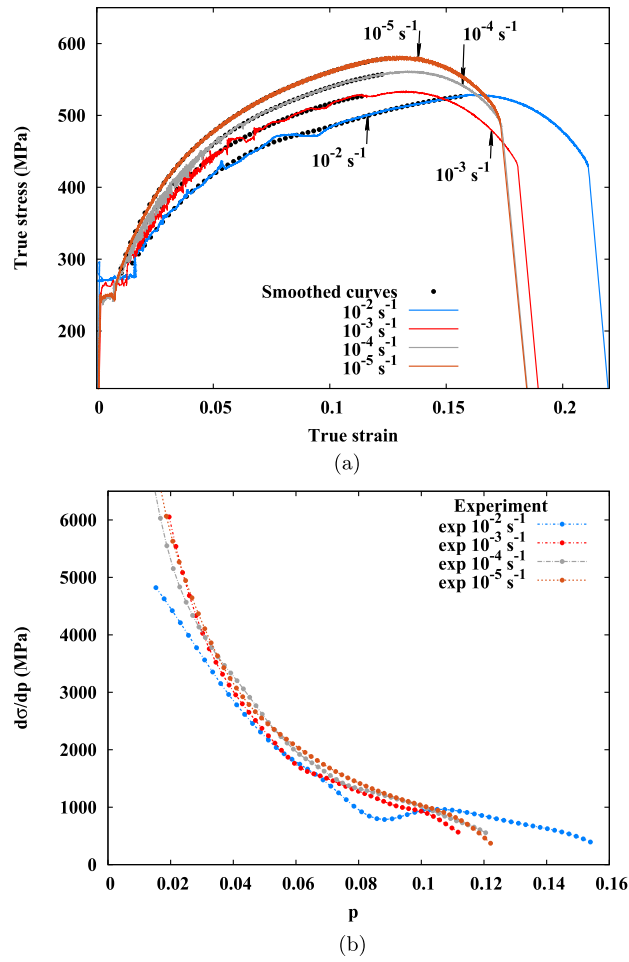 600
10⁻⁵ s⁻¹
10⁻⁴ s⁻¹
500
10⁻² s⁻¹
10⁻³ s⁻¹
400
True stress (MPa)
300
Smoothed curves
10⁻² s⁻¹
200
10⁻³ s⁻¹
10⁻⁴ s⁻¹
10⁻⁵ s⁻¹
0 0.05 0.1 0.15 0.2
True strain
(a)
Experiment
6000
exp 10⁻² s⁻¹
exp 10⁻³ s⁻¹
exp 10⁻⁴ s⁻¹
5000
exp 10⁻⁵ s⁻¹
4000
dσ/dp (MPa)
3000
2000
1000
0
0 0.02 0.04 0.06 0.08 0.1 0.12 0.14 0.16
p
(b)